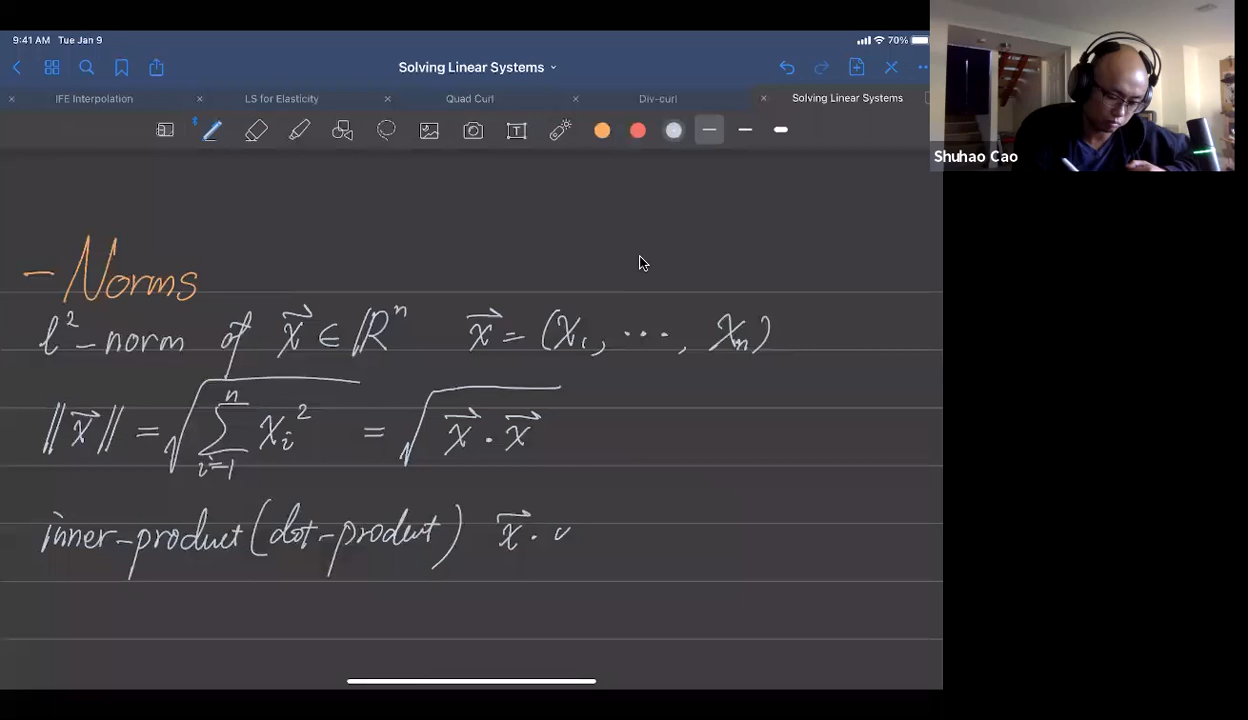 9:41 AM Tue Jan 9
70%
Solving Linear Systems
IFE Interpolation
LS for Elasticity
Quad Curl
Div-curl
Solving Linear Systems
Shuhao Cao
- Norms
l²-norm of x⃗ ∈ ℝⁿ x⃗ = (x₁, ⋯, xₙ)
‖x⃗‖ = √(∑ᵢ₌₁ⁿ xᵢ²) = √(x⃗ · x⃗)
inner-product (dot-product) x⃗ ·